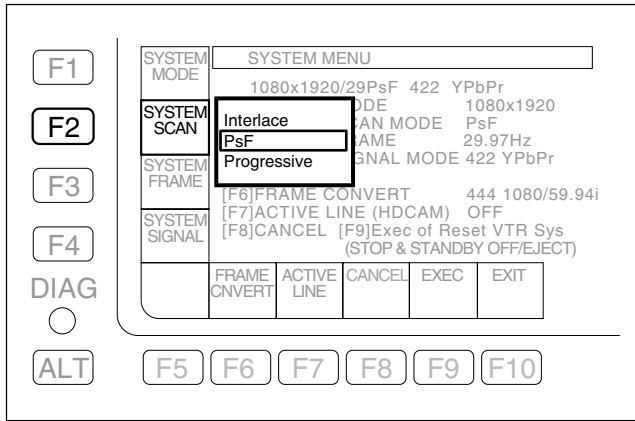 F1
F2
F3
F4
DIAG
ALT
SYSTEM
MODE
SYSTEM
SCAN
SYSTEM
FRAME
SYSTEM
SIGNAL
SYSTEM MENU
1080x1920/29PsF 422 YPbPr
ODE 1080x1920
AN MODE PsF
AME 29.97Hz
GNAL MODE 422 YPbPr
Interlace
PsF
Progressive
[F6]FRAME CONVERT 444 1080/59.94i
[F7]ACTIVE LINE (HDCAM) OFF
[F8]CANCEL [F9]Exec of Reset VTR Sys
(STOP & STANDBY OFF/EJECT)
FRAME
CNVERT
ACTIVE
LINE
CANCEL
EXEC
EXIT
F5 F6 F7 F8 F9 F10